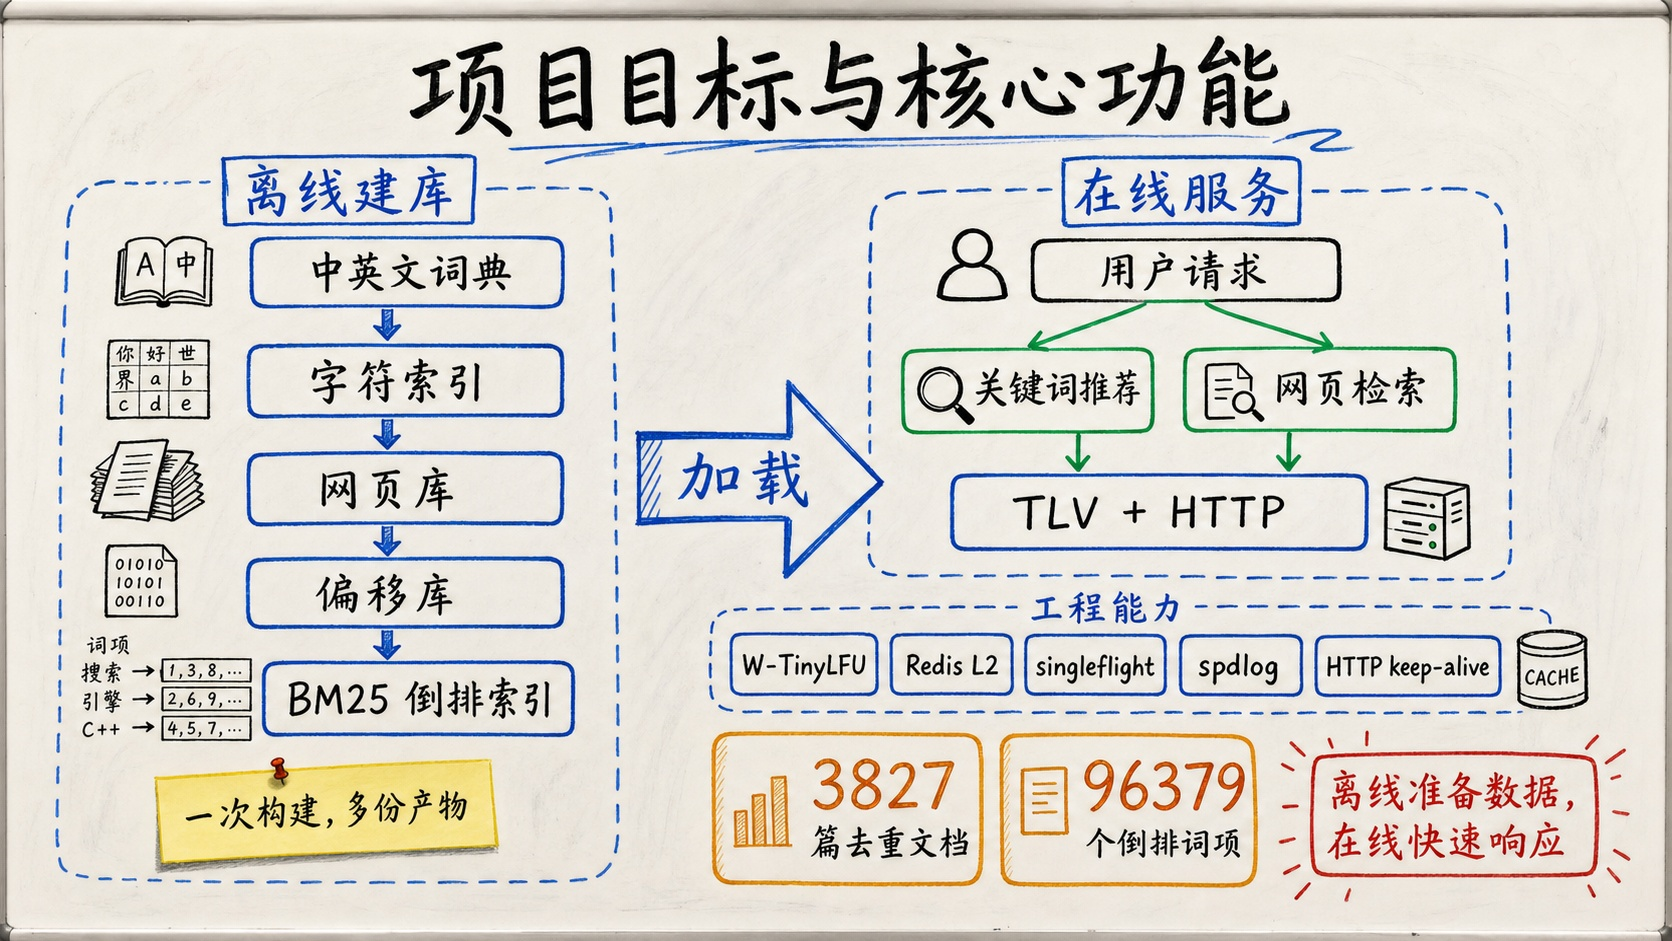 项目目标与核心功能
离线建库
A 中
中英文词典
你 好 世
界 a b
c d e
字符索引
网页库
01010
10101
00110
偏移库
词项
搜索 → 1,3,8,...
引擎 → 2,6,9,...
C++ → 4,5,7,...
BM25 倒排索引
一次构建,多份产物
加载
在线服务
用户请求
关键词推荐
网页检索
TLV + HTTP
工程能力
W-TinyLFU
Redis L2
singleflight
spdlog
HTTP keep-alive
CACHE
3827
篇去重文档
96379
个倒排词项
离线准备数据,
在线快速响应